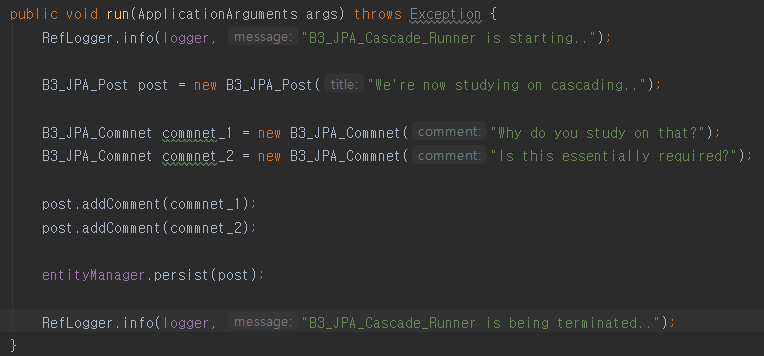 public void run(ApplicationArguments args) throws Exception {
RefLogger.info(logger, message: "B3_JPA_Cascade_Runner is starting..");
B3_JPA_Post post = new B3_JPA_Post( title: "We're now studying on cascading..");
B3_JPA_Commnet commnet_1 = new B3_JPA_Commnet( comment: "Why do you study on that?");
B3_JPA_Commnet commnet_2 = new B3_JPA_Commnet( comment: "Is this essentially required?");
post.addComment(commnet_1);
post.addComment(commnet_2);
entityManager.persist(post);
RefLogger.info(logger, message: "B3_JPA_Cascade_Runner is being terminated..");
}